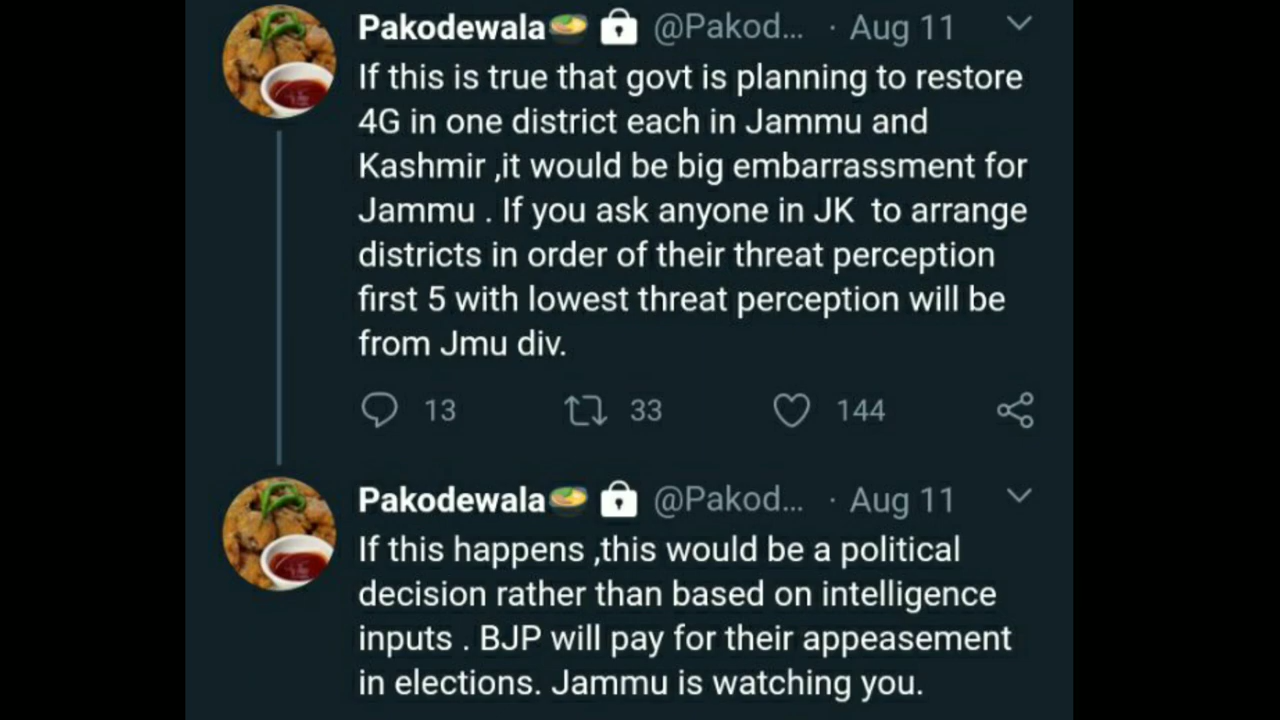 Pakodewala @Pakod... · Aug 11
If this is true that govt is planning to restore
4G in one district each in Jammu and
Kashmir ,it would be big embarrassment for
Jammu . If you ask anyone in JK to arrange
districts in order of their threat perception
first 5 with lowest threat perception will be
from Jmu div.
13 33 144
Pakodewala @Pakod... · Aug 11
If this happens ,this would be a political
decision rather than based on intelligence
inputs . BJP will pay for their appeasement
in elections. Jammu is watching you.